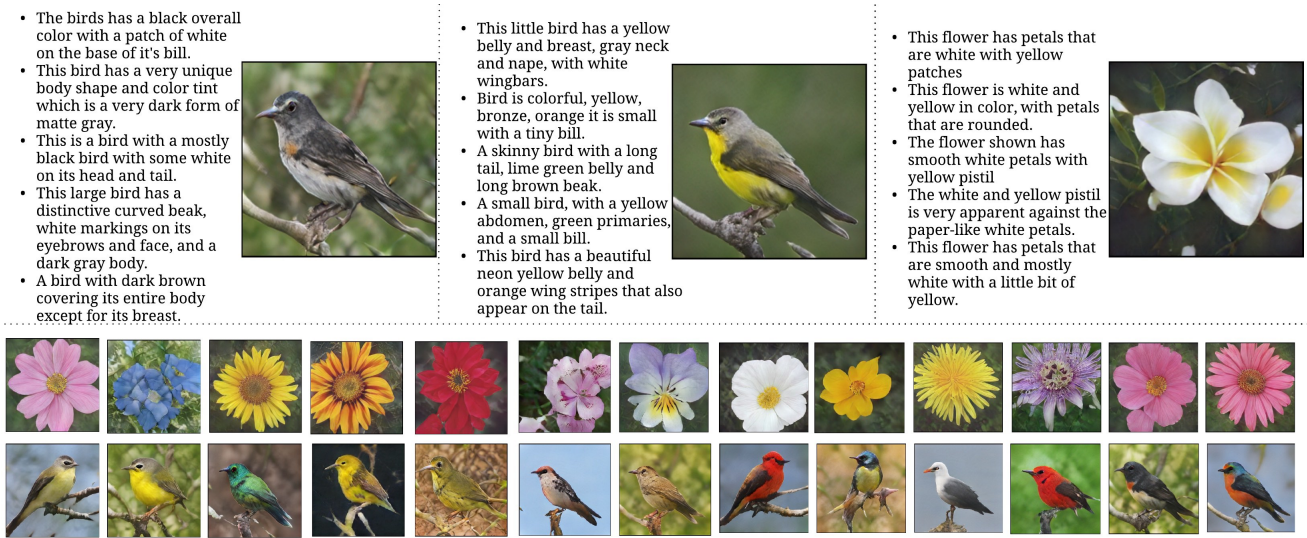 • The birds has a black overall
color with a patch of white
on the base of it's bill.
• This bird has a very unique
body shape and color tint
which is a very dark form of
matte gray.
• This is a bird with a mostly
black bird with some white
on its head and tail.
• This large bird has a
distinctive curved beak,
white markings on its
eyebrows and face, and a
dark gray body.
• A bird with dark brown
covering its entire body
except for its breast.
• This little bird has a yellow
belly and breast, gray neck
and nape, with white
wingbars.
• Bird is colorful, yellow,
bronze, orange it is small
with a tiny bill.
• A skinny bird with a long
tail, lime green belly and
long brown beak.
• A small bird, with a yellow
abdomen, green primaries,
and a small bill.
• This bird has a beautiful
neon yellow belly and
orange wing stripes that also
appear on the tail.
• This flower has petals that
are white with yellow
patches
• This flower is white and
yellow in color, with petals
that are rounded.
• The flower shown has
smooth white petals with
yellow pistil
• The white and yellow pistil
is very apparent against the
paper-like white petals.
• This flower has petals that
are smooth and mostly
white with a little bit of
yellow.